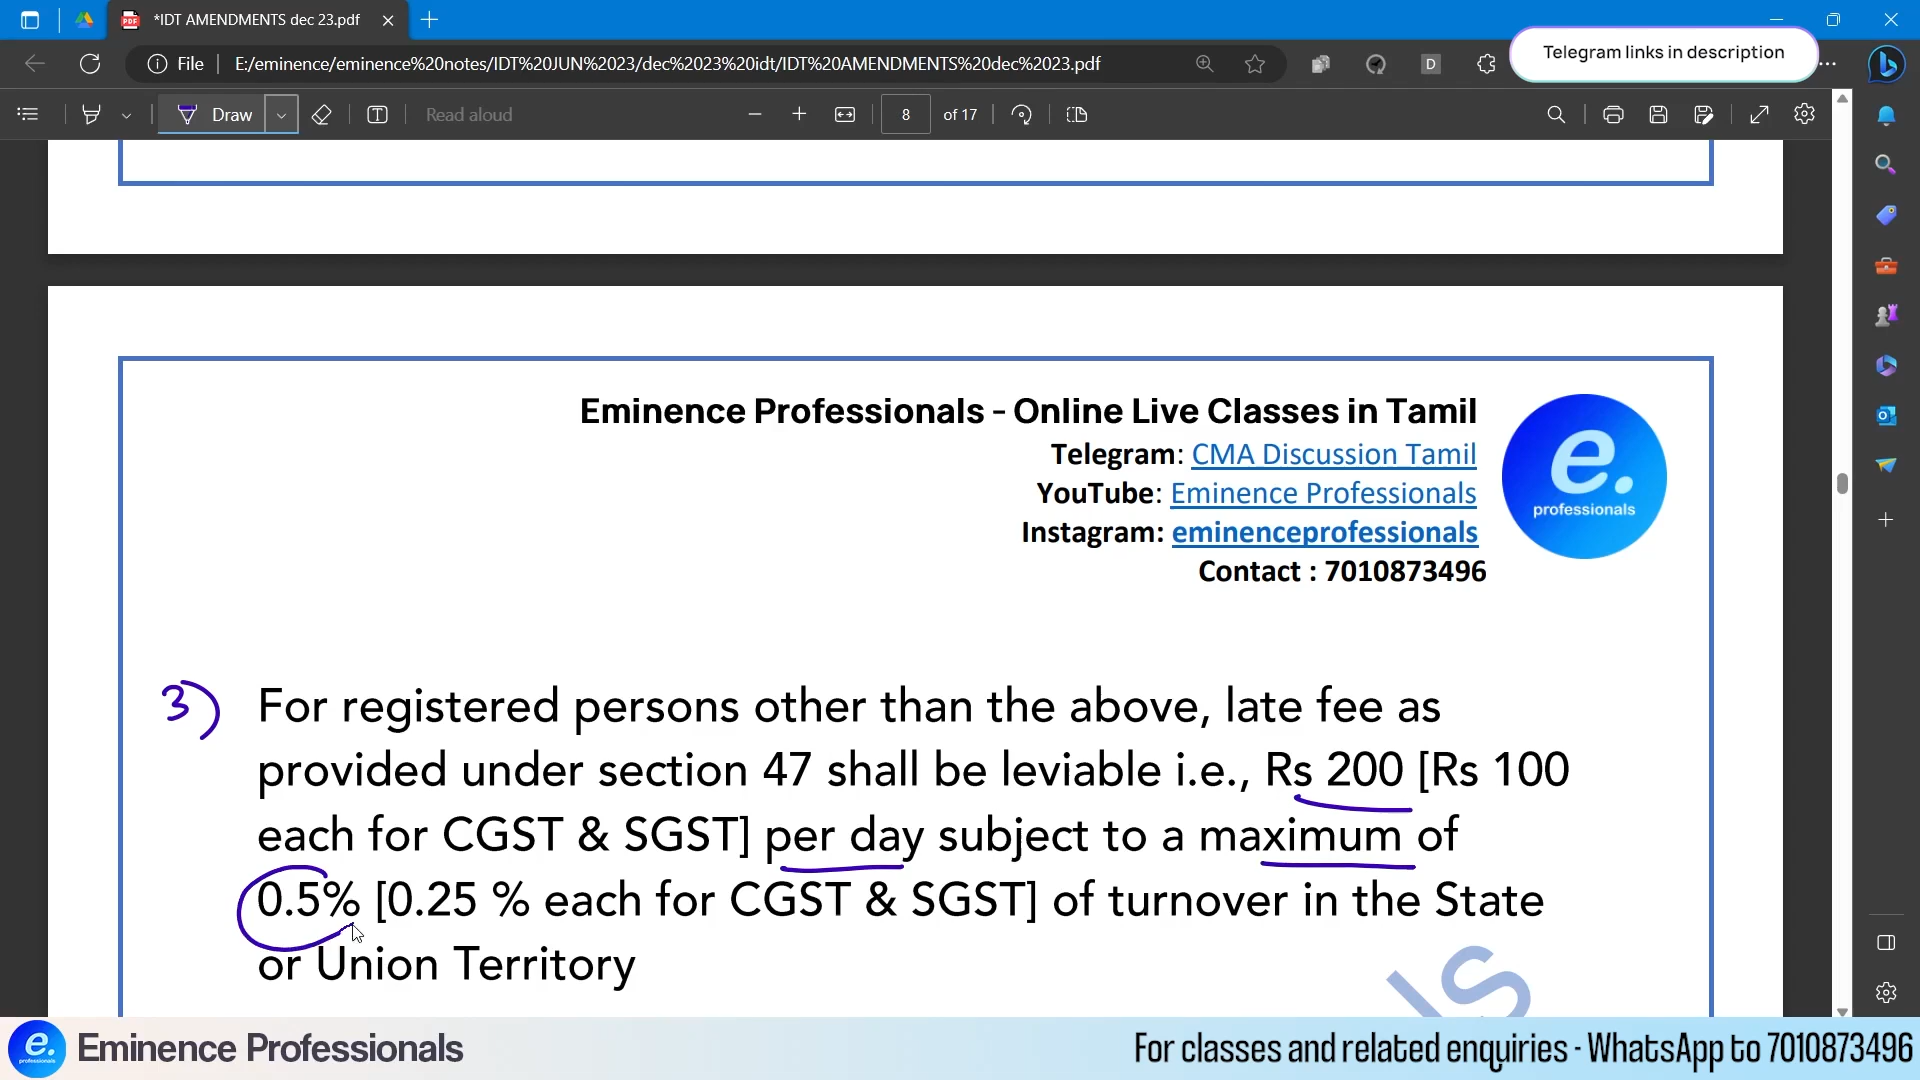 *IDT AMENDMENTS dec 23.pdf
File
E:/eminence/eminence%20notes/IDT%20JUN%2023/dec%2023%20idt/IDT%20AMENDMENTS%20dec%2023.pdf
D
Telegram links in description
Draw
Read aloud
8 of 17
Eminence Professionals - Online Live Classes in Tamil
Telegram: CMA Discussion Tamil
YouTube: Eminence Professionals
Instagram: eminenceprofessionals
Contact : 7010873496
e.
professionals
3) For registered persons other than the above, late fee as
provided under section 47 shall be leviable i.e., Rs 200 [Rs 100
each for CGST & SGST] per day subject to a maximum of
0.5% [0.25 % each for CGST & SGST] of turnover in the State
or Union Territory
ls
e.
professionals
Eminence Professionals
For classes and related enquiries - WhatsApp to 7010873496